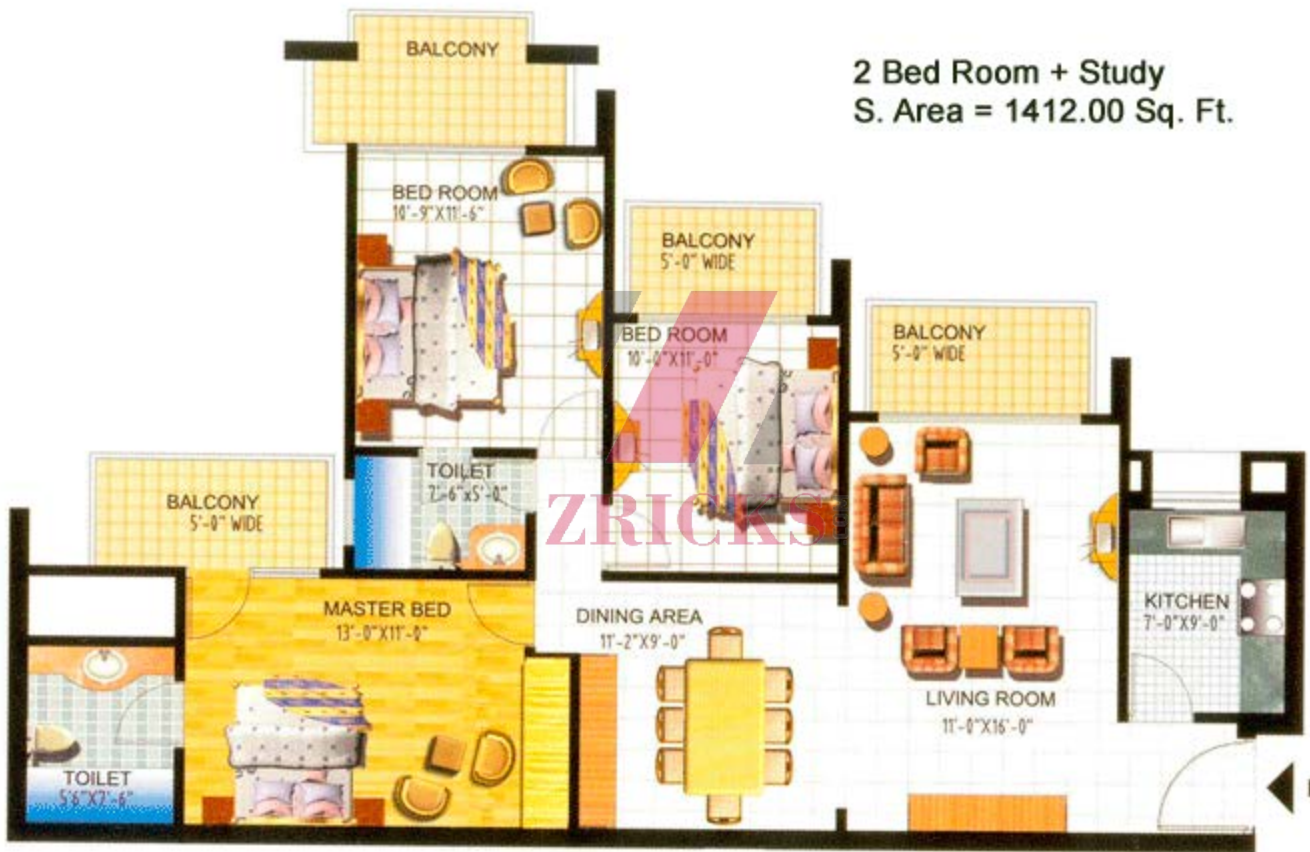 BALCONY
2 Bed Room + Study
S. Area = 1412.00 Sq. Ft.
BED ROOM
10'-9"X11'-6"
BALCONY
5'-0" WIDE
BED ROOM
10'-0"X11'-0"
BALCONY
5'-0" WIDE
TOILET
7'-6"x5'-0"
BALCONY
5'-0" WIDE
ZRICKS
MASTER BED
13'-0"X11'-0"
DINING AREA
11'-2"X9'-0"
KITCHEN
7'-0"X9'-0"
LIVING ROOM
11'-0"X16'-0"
TOILET
5'6"X7'-6"